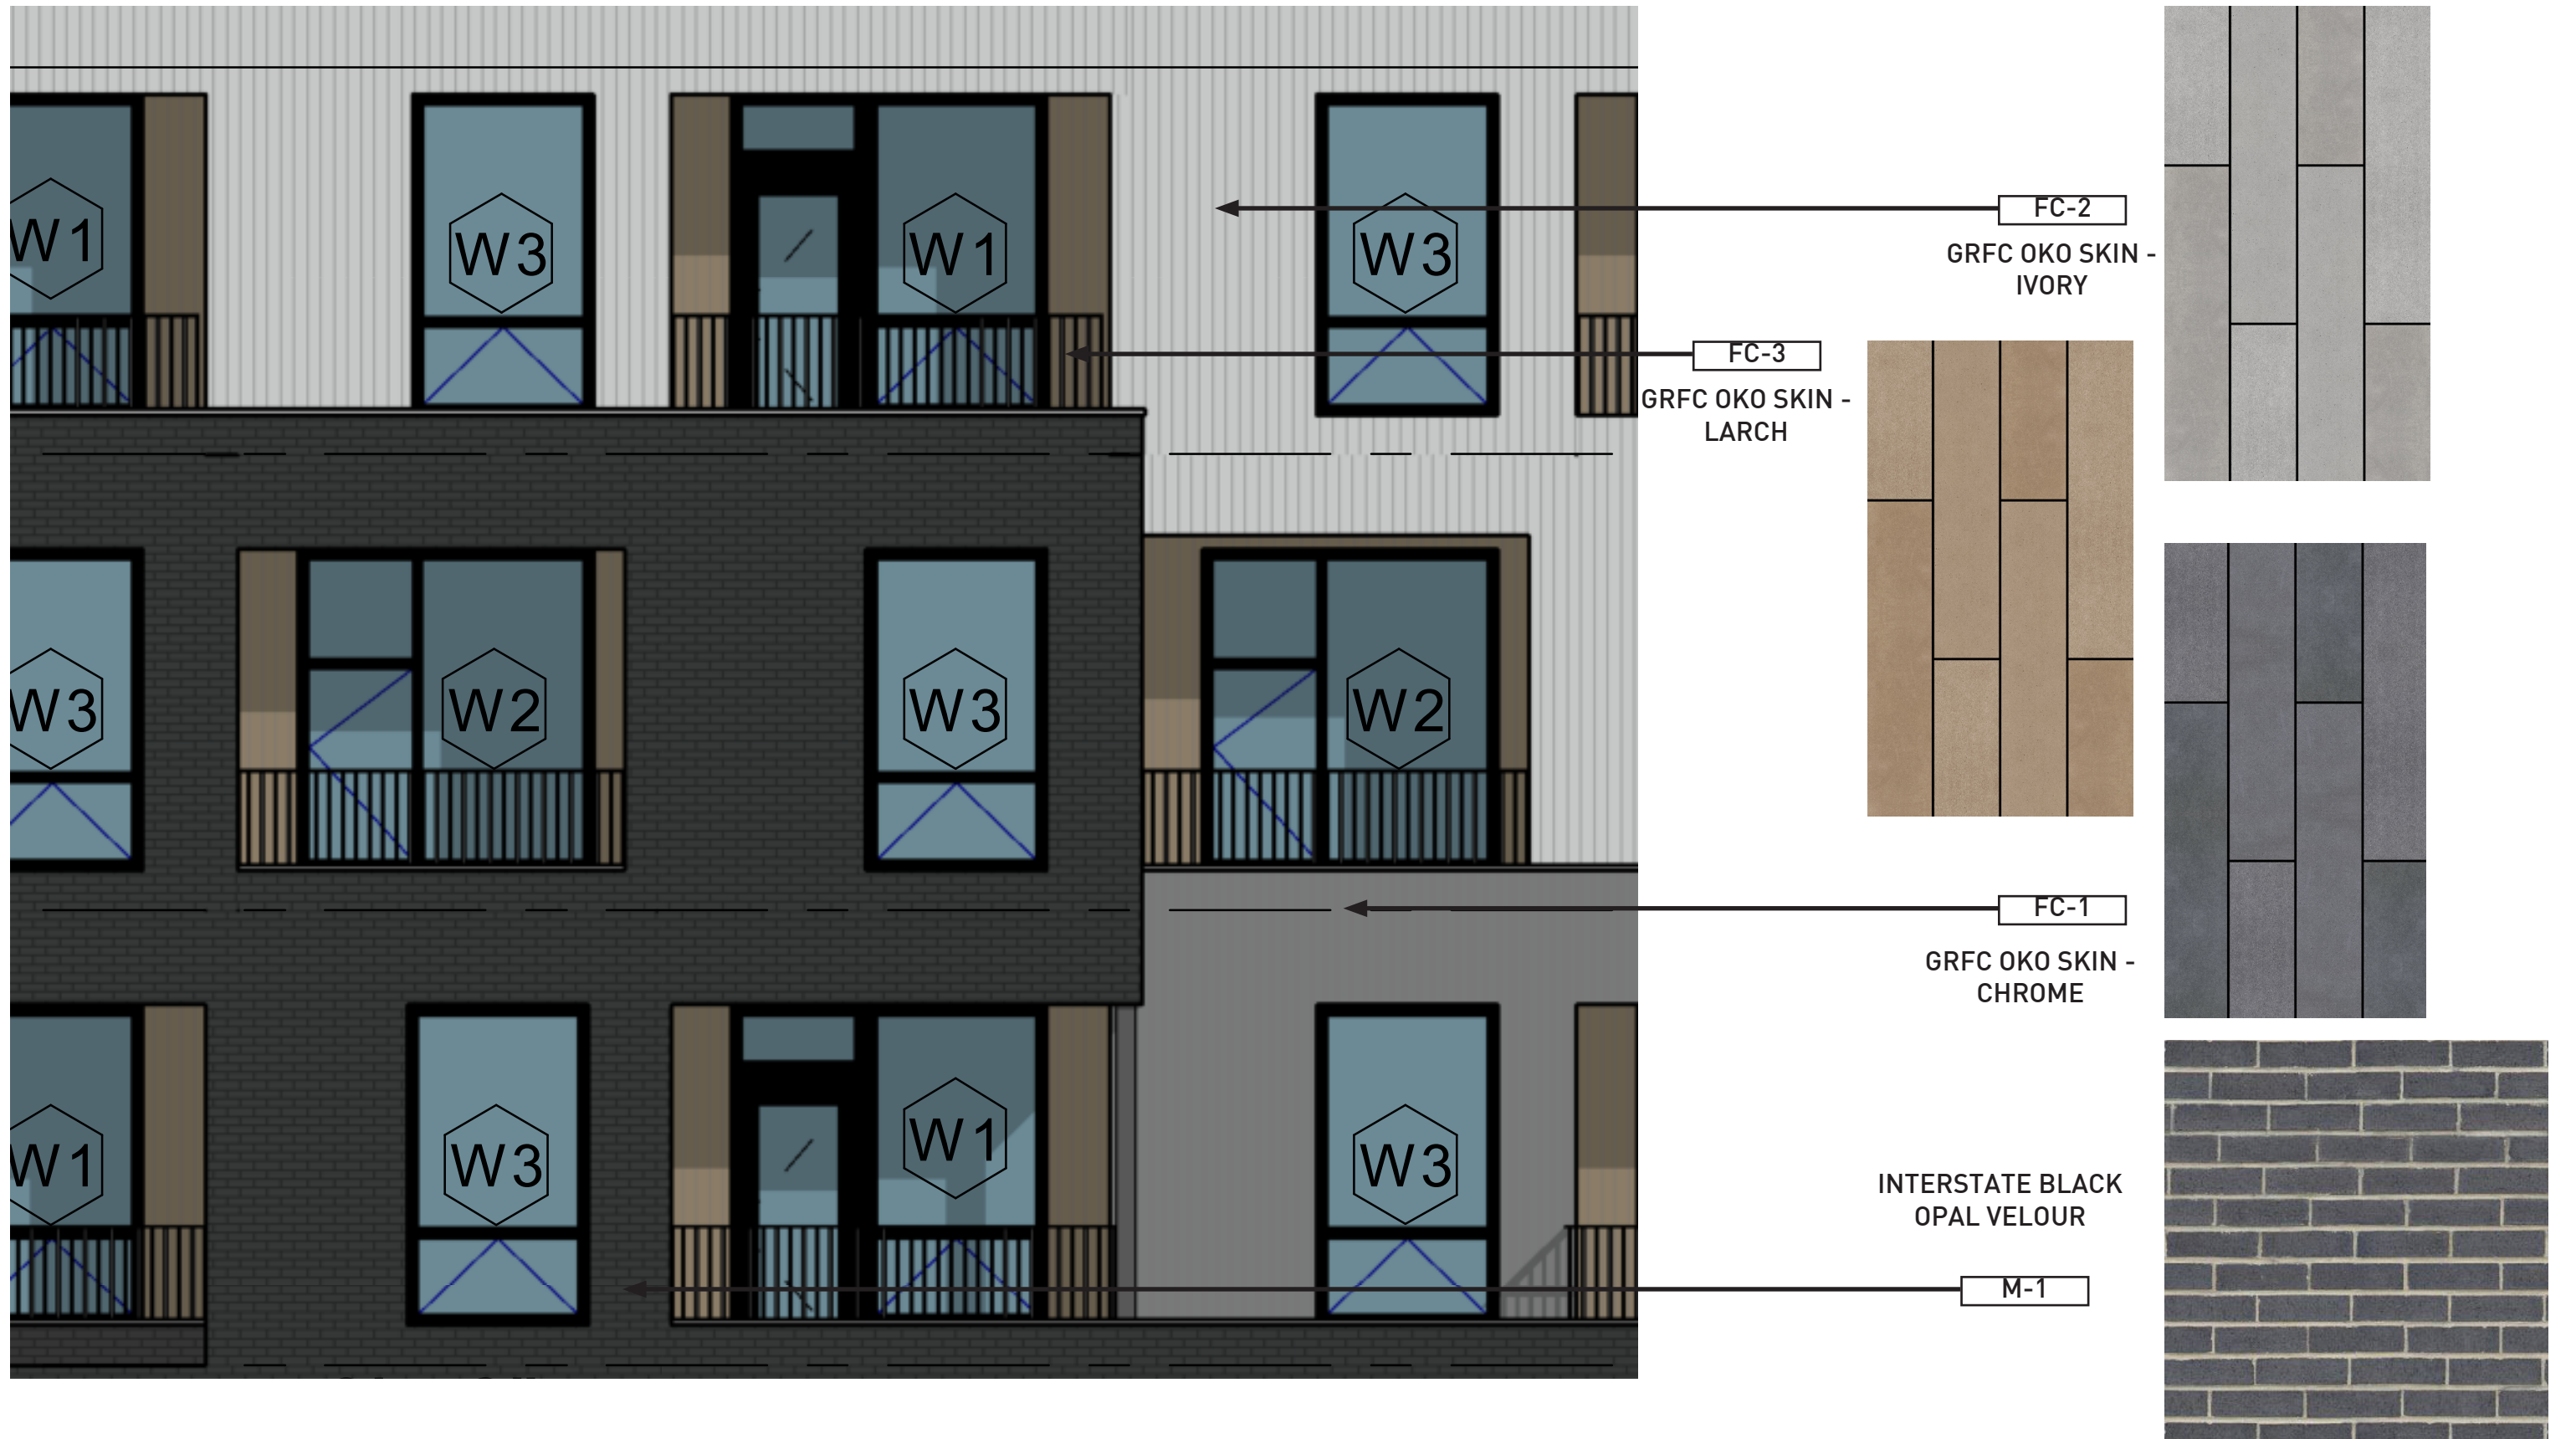 W1
W3
W1
W3
FC-2
GRFC OKO SKIN -
IVORY
FC-3
GRFC OKO SKIN -
LARCH
W3
W2
W3
W2
FC-1
GRFC OKO SKIN -
CHROME
W1
W3
W1
W3
INTERSTATE BLACK
OPAL VELOUR
M-1